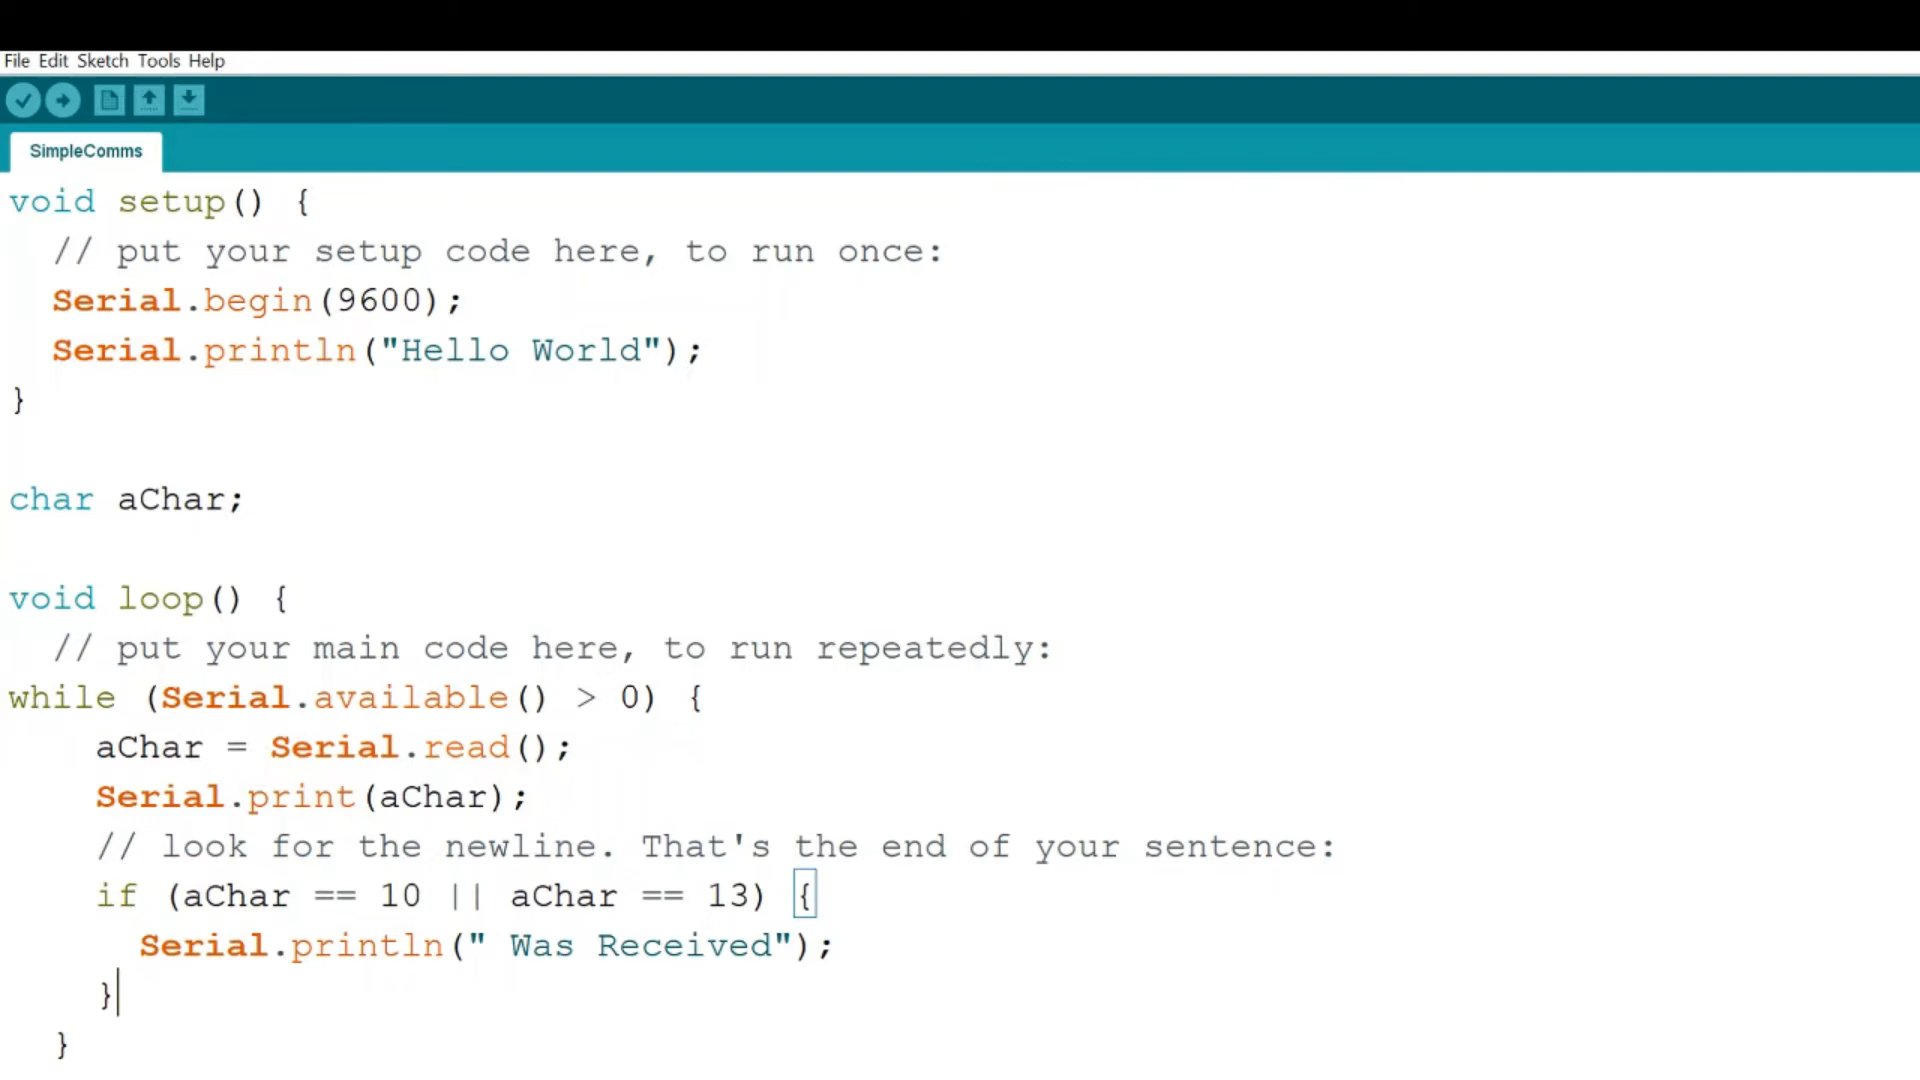 File Edit Sketch Tools Help
SimpleComms
void setup() {
  // put your setup code here, to run once:
  Serial.begin(9600);
  Serial.println("Hello World");
}
char aChar;
void loop() {
  // put your main code here, to run repeatedly:
while (Serial.available() > 0) {
    aChar = Serial.read();
    Serial.print(aChar);
    // look for the newline. That's the end of your sentence:
    if (aChar == 10 || aChar == 13) {
      Serial.println(" Was Received");
    }
  }